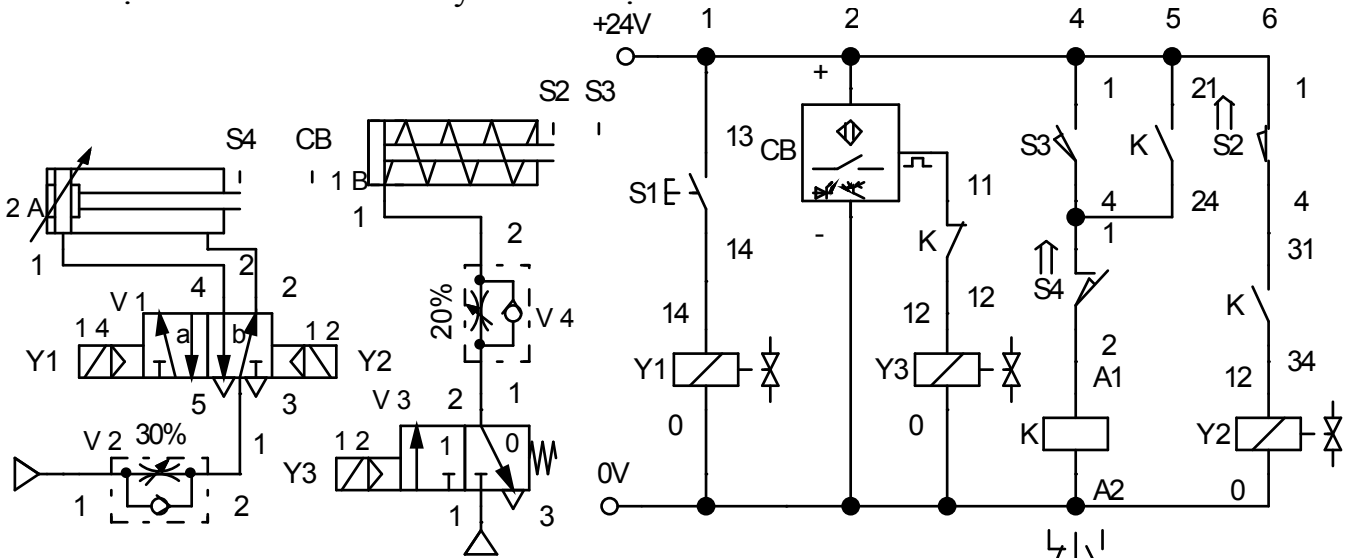 +24V 1 2 4 5 6
S2 S3
+ 1 21 1
S4 CB 13 CB S3 K S2
1 B
2 A S1 11 4 24 4
1 2 - K 1 31
1 2 4 2 14 S4 K
V 1 20% V 4 14 12 12 2 34
1 4 a b 1 2 A1 12
Y1 Y2 Y1 Y3 K Y2
5 3 V 3 2 1 0 0
V 2 30% 1 1 2 1 0 0V A2 0
Y3
1 2 1 3